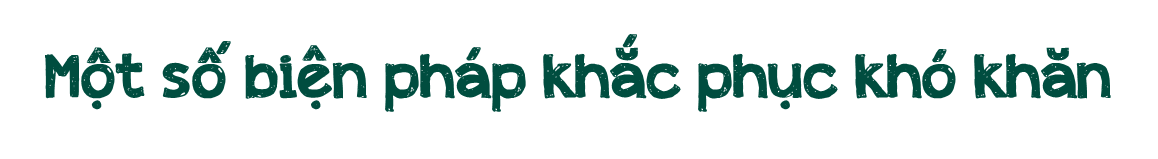 Một số biện pháp khắc phục khó khăn